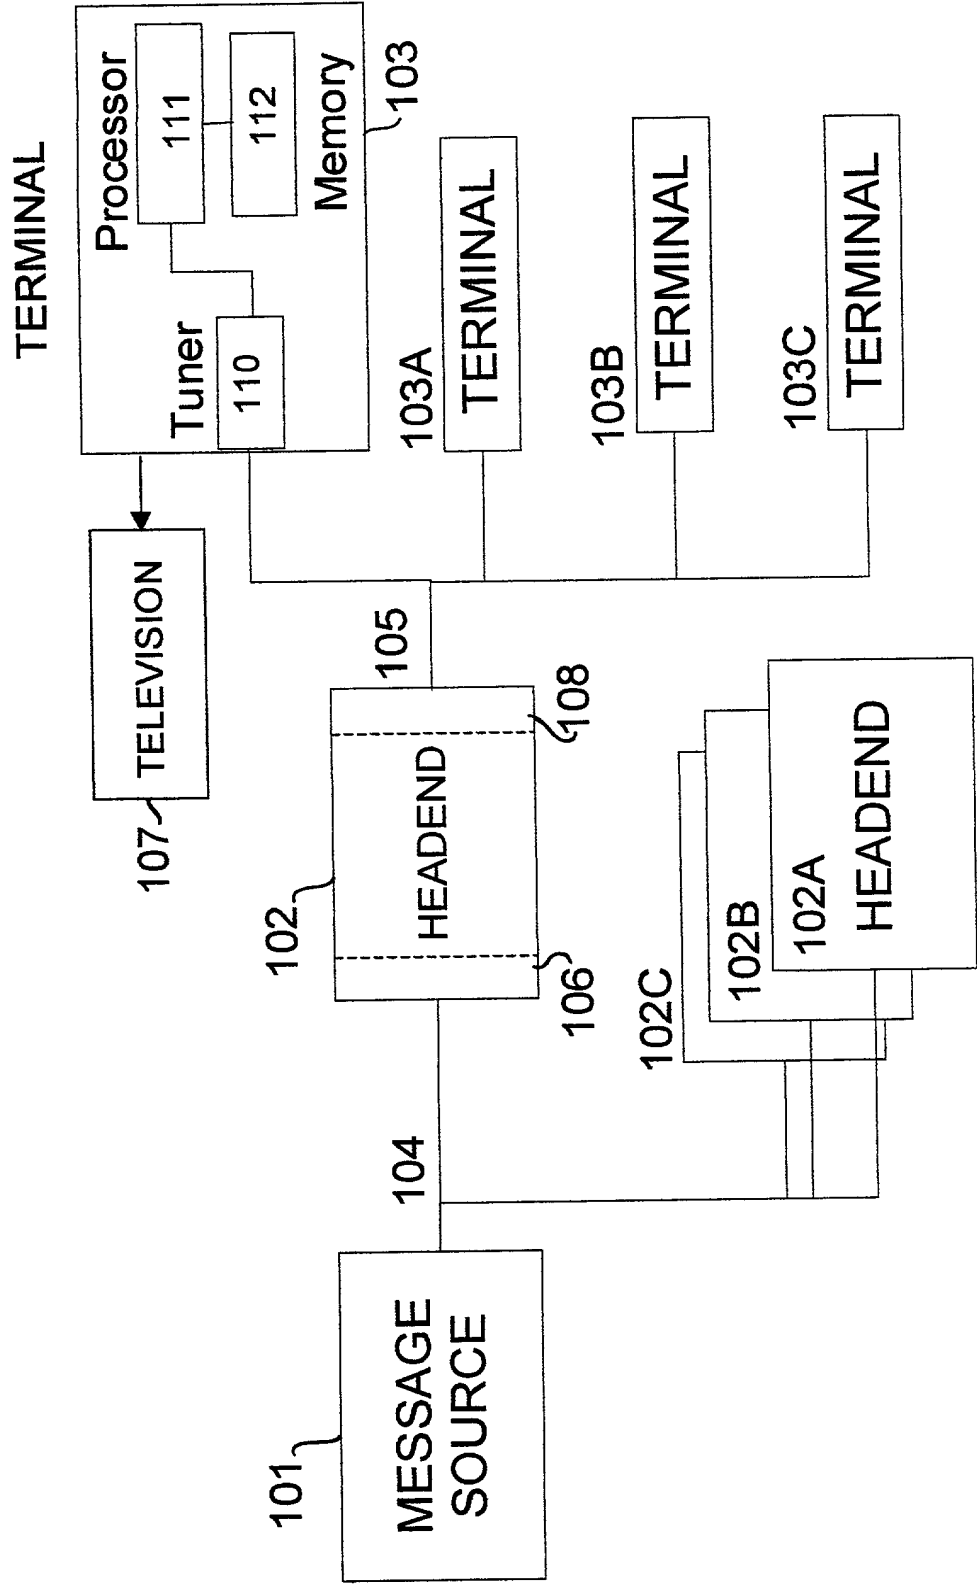 TERMINAL
Processor
111
112
Memory
103
Tuner
110
TELEVISION
107
103A
TERMINAL
103B
TERMINAL
103C
TERMINAL
105
108
HEADEND
102
106
104
MESSAGE
SOURCE
101
102C
102B
102A
HEADEND